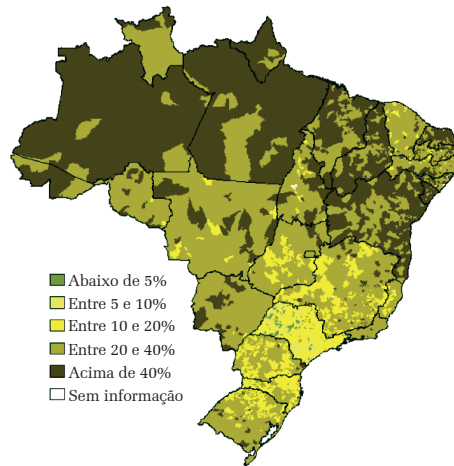 Abaixo de 5%
Entre 5 e 10%
Entre 10 e 20%
Entre 20 e 40%
Acima de 40%
Sem informação